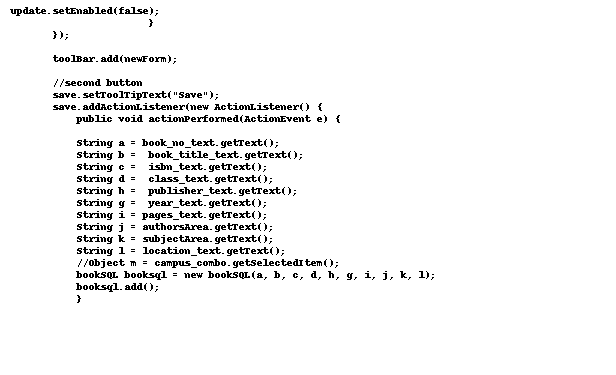 update.setEnabled(false);
}
});
toolBar.add(newForm);
//second button
save.setToolTipText("Save");
save.addActionListener(new ActionListener() {
public void actionPerformed(ActionEvent e) {
String a = book_no_text.getText();
String b =  book_title_text.getText();
String c =  isbn_text.getText();
String d =  class_text.getText();
String h =  publisher_text.getText();
String g =  year_text.getText();
String i = pages_text.getText();
String j = authorsArea.getText();
String k = subjectArea.getText();
String l = location_text.getText();
//Object m = campus_combo.getSelectedItem();
bookSQL booksql = new bookSQL(a, b, c, d, h, g, i, j, k, l);
booksql.add();
}